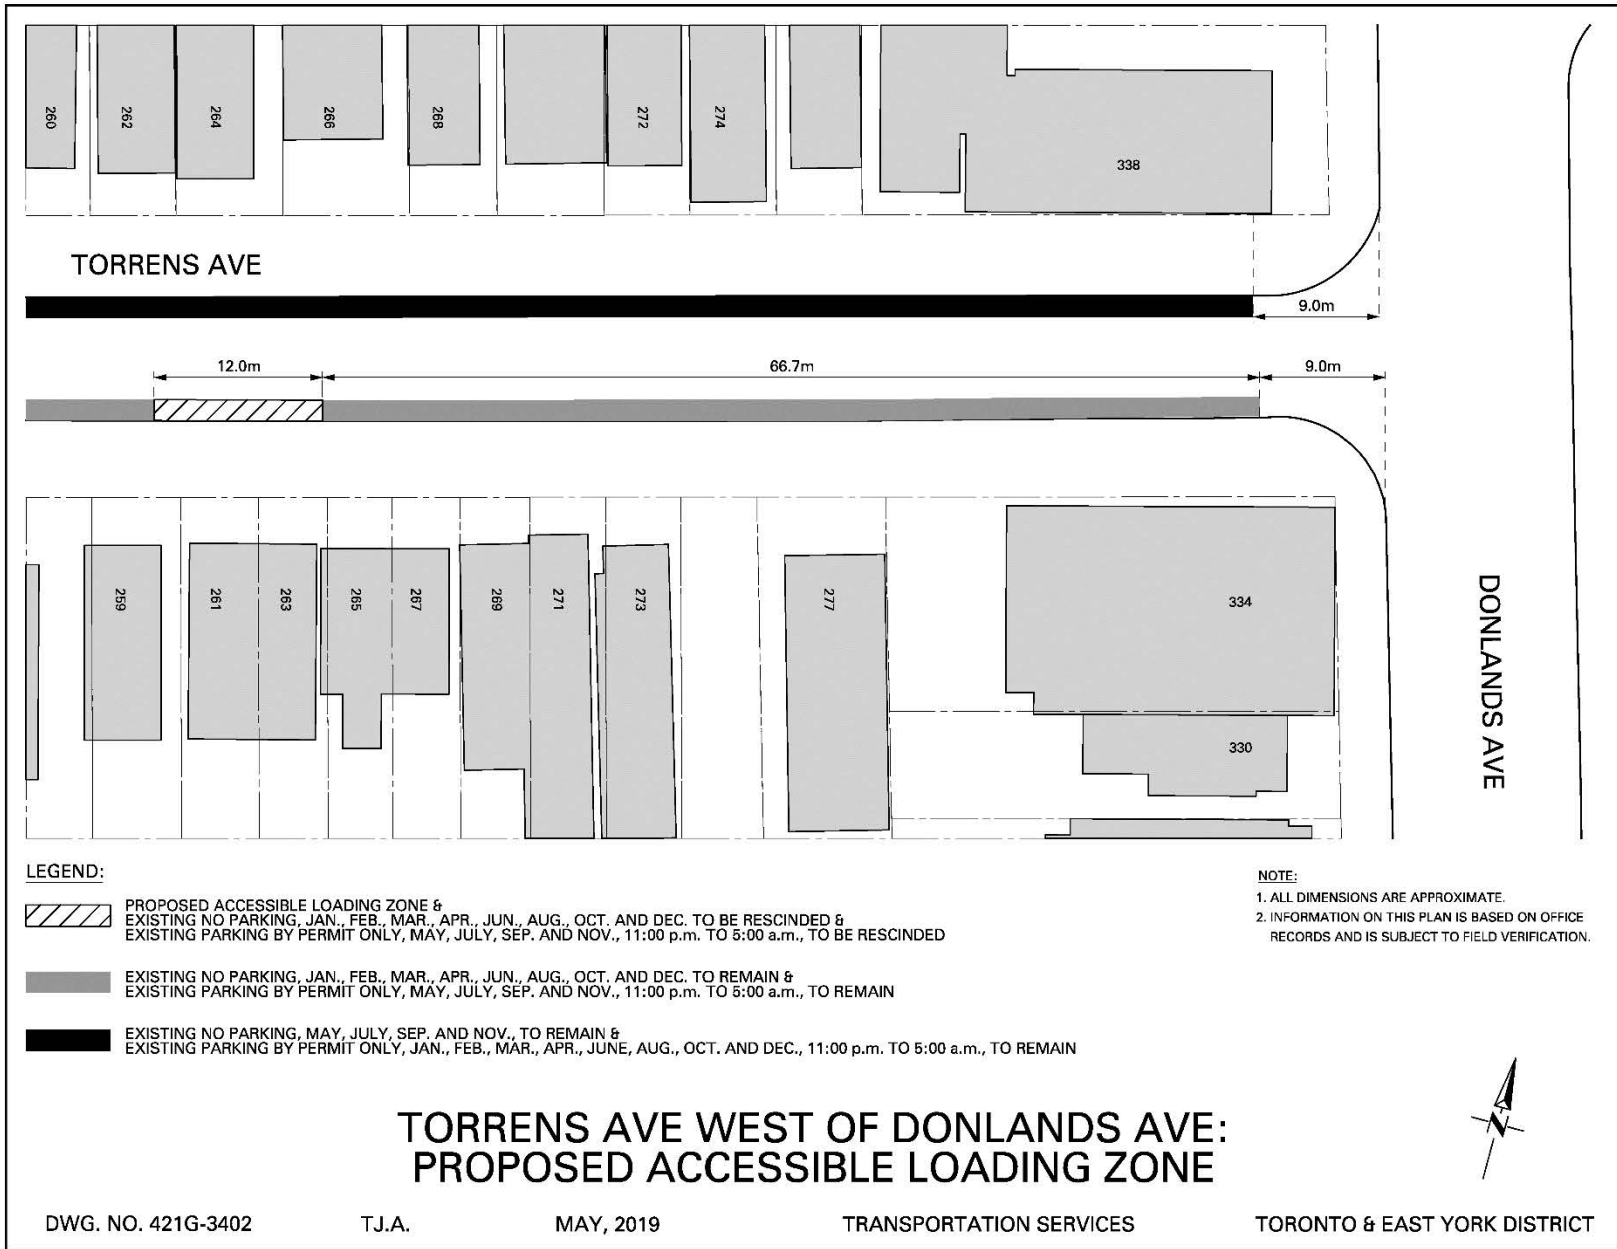 260
262
264
266
268
272
274
338
TORRENS AVE
9.0m
12.0m
66.7m
9.0m
259
261
263
265
267
269
271
273
277
334
330
DONLANDS AVE
LEGEND:
PROPOSED ACCESSIBLE LOADING ZONE &
EXISTING NO PARKING, JAN., FEB., MAR., APR., JUN., AUG., OCT. AND DEC. TO BE RESCINDED &
EXISTING PARKING BY PERMIT ONLY, MAY, JULY, SEP. AND NOV., 11:00 p.m. TO 5:00 a.m., TO BE RESCINDED
EXISTING NO PARKING, JAN., FEB., MAR., APR., JUN., AUG., OCT. AND DEC. TO REMAIN &
EXISTING PARKING BY PERMIT ONLY, MAY, JULY, SEP. AND NOV., 11:00 p.m. TO 5:00 a.m., TO REMAIN
EXISTING NO PARKING, MAY, JULY, SEP. AND NOV., TO REMAIN &
EXISTING PARKING BY PERMIT ONLY, JAN., FEB., MAR., APR., JUNE, AUG., OCT. AND DEC., 11:00 p.m. TO 5:00 a.m., TO REMAIN
NOTE:
1. ALL DIMENSIONS ARE APPROXIMATE.
2. INFORMATION ON THIS PLAN IS BASED ON OFFICE
RECORDS AND IS SUBJECT TO FIELD VERIFICATION.
N
TORRENS AVE WEST OF DONLANDS AVE:
PROPOSED ACCESSIBLE LOADING ZONE
DWG. NO. 421G-3402
T.J.A.
MAY, 2019
TRANSPORTATION SERVICES
TORONTO & EAST YORK DISTRICT